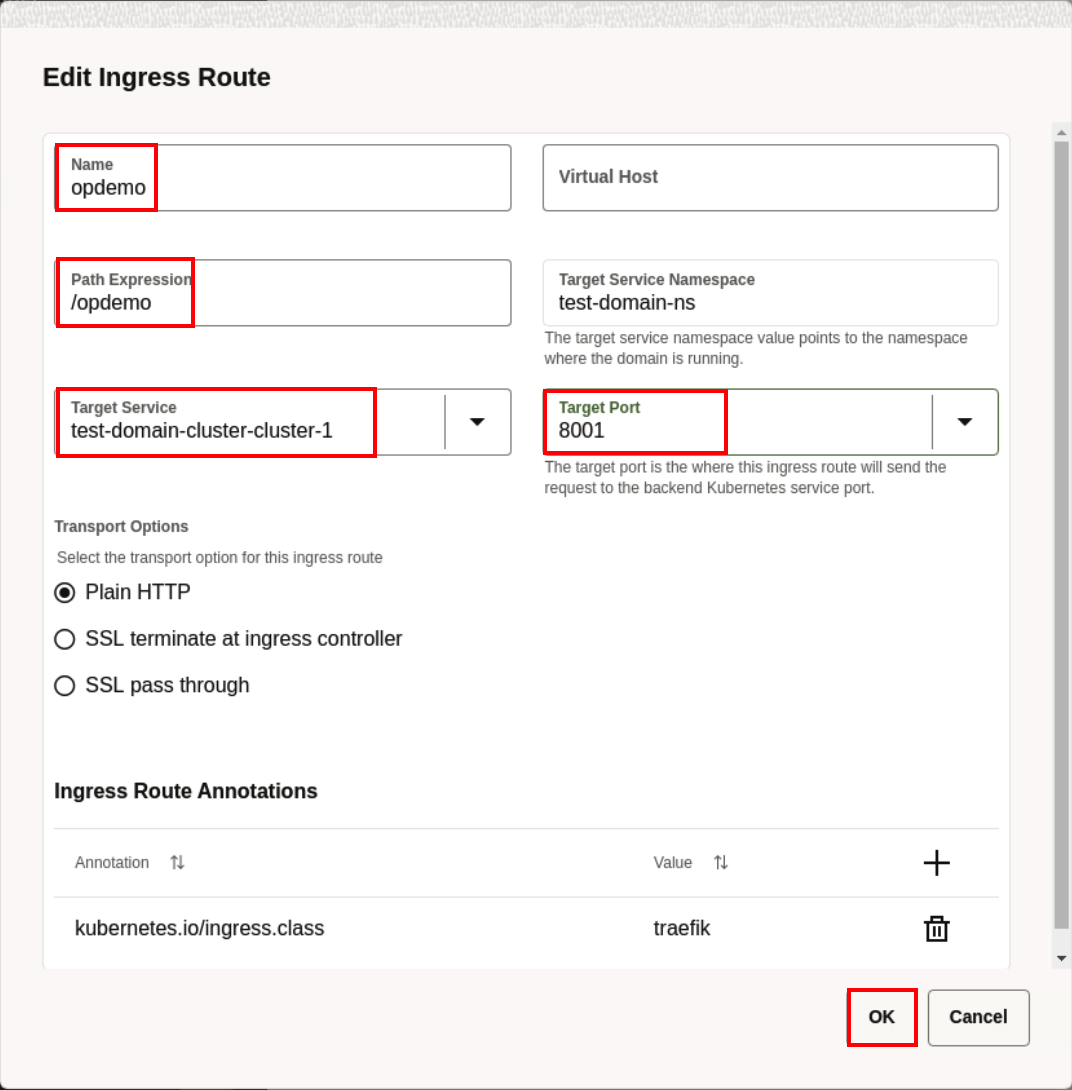 Edit Ingress Route
Name
opdemo
Virtual Host
Path Expression
/opdemo
Target Service Namespace
test-domain-ns
The target service namespace value points to the namespace
where the domain is running.
Target Service
test-domain-cluster-cluster-1
Target Port
8001
The target port is the where this ingress route will send the
request to the backend Kubernetes service port.
Transport Options
Select the transport option for this ingress route
Plain HTTP
SSL terminate at ingress controller
SSL pass through
Ingress Route Annotations
Annotation Value
kubernetes.io/ingress.class traefik
OK Cancel